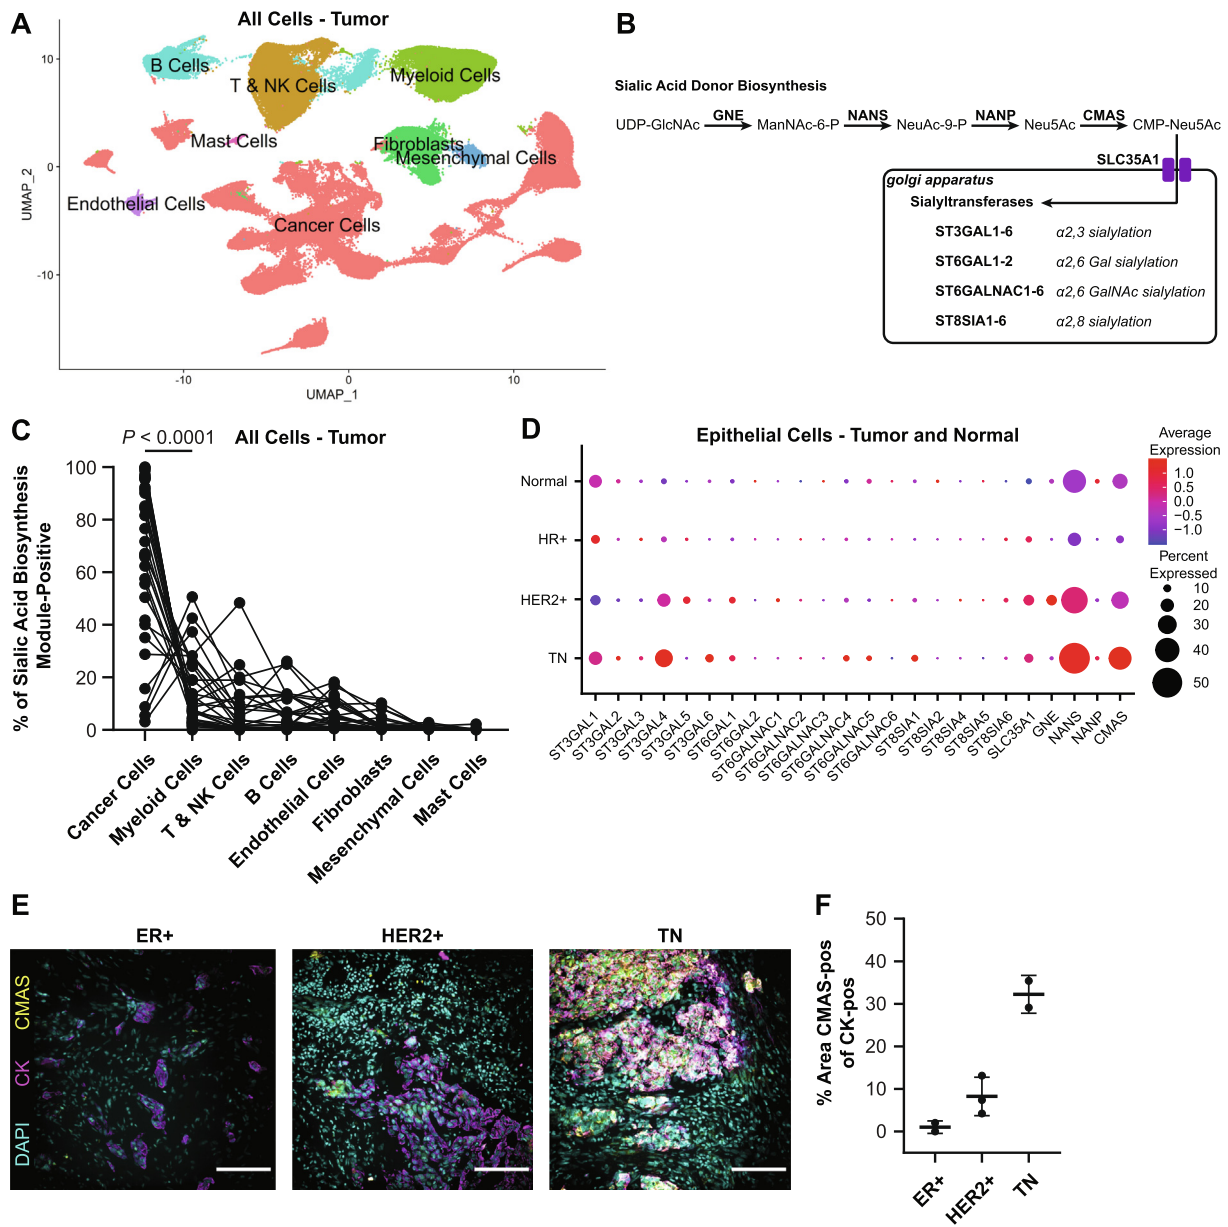 A
All Cells - Tumor
B Cells
T & NK Cells
Myeloid Cells
Mast Cells
Fibroblasts
Mesenchymal Cells
Endothelial Cells
Cancer Cells
10
0
-10
UMAP_2
-10
0
10
UMAP_1
B
Sialic Acid Donor Biosynthesis
UDP-GlcNAc GNE ManNAc-6-P NANS NeuAc-9-P NANP Neu5Ac CMAS CMP-Neu5Ac
SLC35A1
golgi apparatus
Sialyltransferases
ST3GAL1-6 α2,3 sialylation
ST6GAL1-2 α2,6 Gal sialylation
ST6GALNAC1-6 α2,6 GalNAc sialylation
ST8SIA1-6 α2,8 sialylation
C
P < 0.0001
All Cells - Tumor
% of Sialic Acid Biosynthesis
Module-Positive
100
80
60
40
20
0
Cancer Cells
Myeloid Cells
T & NK Cells
B Cells
Endothelial Cells
Fibroblasts
Mesenchymal Cells
Mast Cells
D
Epithelial Cells - Tumor and Normal
Normal
HR+
HER2+
TN
ST3GAL1
ST3GAL2
ST3GAL3
ST3GAL4
ST3GAL5
ST3GAL6
ST6GAL1
ST6GAL2
ST6GALNAC1
ST6GALNAC2
ST6GALNAC3
ST6GALNAC4
ST6GALNAC5
ST6GALNAC6
ST8SIA1
ST8SIA2
ST8SIA4
ST8SIA5
ST8SIA6
SLC35A1
GNE
NANS
NANP
CMAS
Average
Expression
1.0
0.5
0.0
−0.5
−1.0
Percent
Expressed
10
20
30
40
50
E
ER+
HER2+
TN
DAPI CK CMAS
F
% Area CMAS-pos
of CK-pos
50
40
30
20
10
0
ER+
HER2+
TN